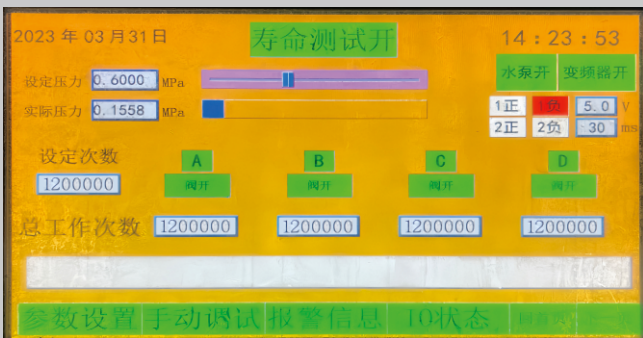 2023 年 03 月 31 日
寿命测试开
14 : 23 : 53
设定压力 0.6000 MPa
水泵开 变频器开
实际压力 0.1558 MPa
1正 1负 5.0 V
2正 2负 30 ms
设定次数 A B C D
1200000 阀开 阀开 阀开 阀开
总工作次数 1200000 1200000 1200000 1200000
参数设置 手动调试 报警信息 IO状态